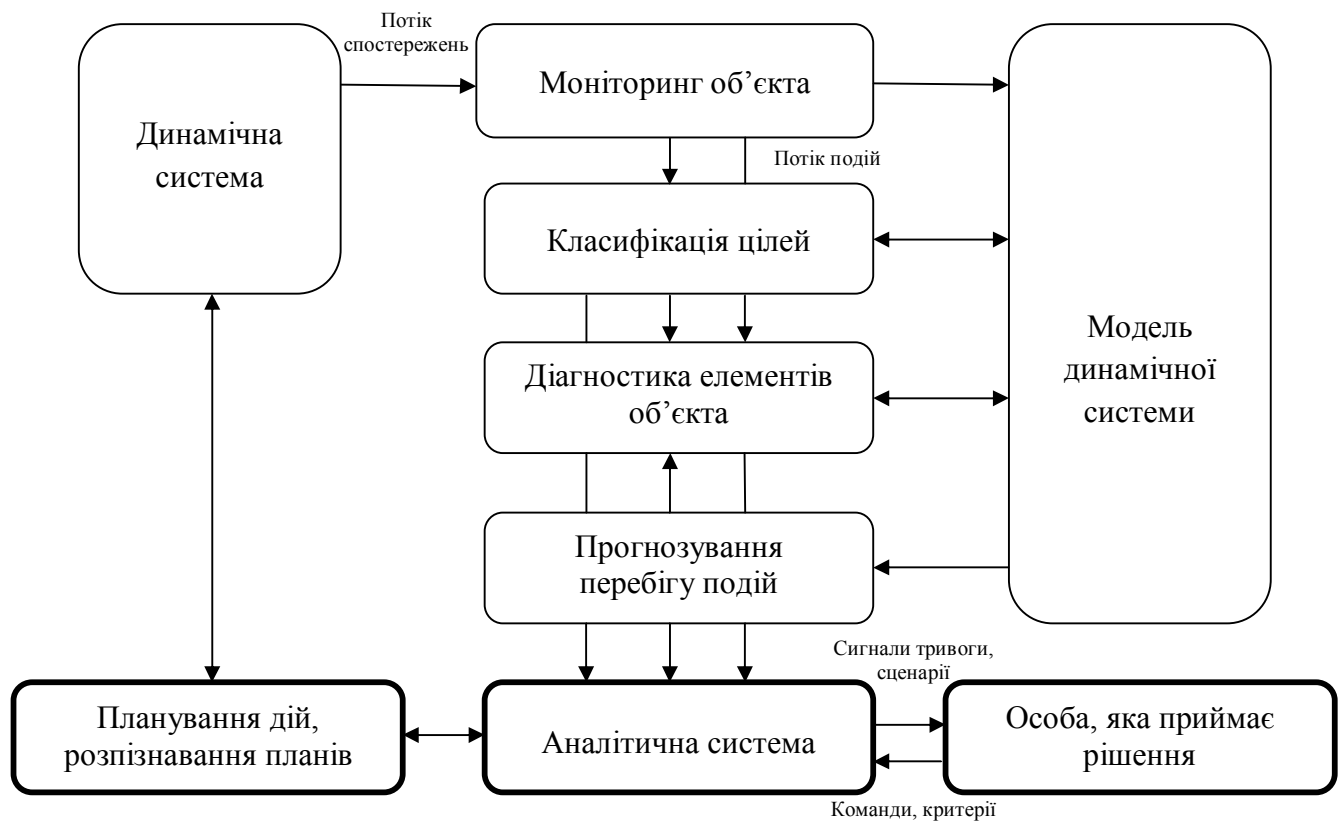 Потік
спостережень
Моніторинг об’єкта
Динамічна
система
Потік подій
Класифікація цілей
Модель
динамічної
системи
Діагностика елементів
об’єкта
Прогнозування
перебігу подій
Сигнали тривоги,
сценарії
Планування дій,
розпізнавання планів
Аналітична система
Особа, яка приймає
рішення
Команди, критерії